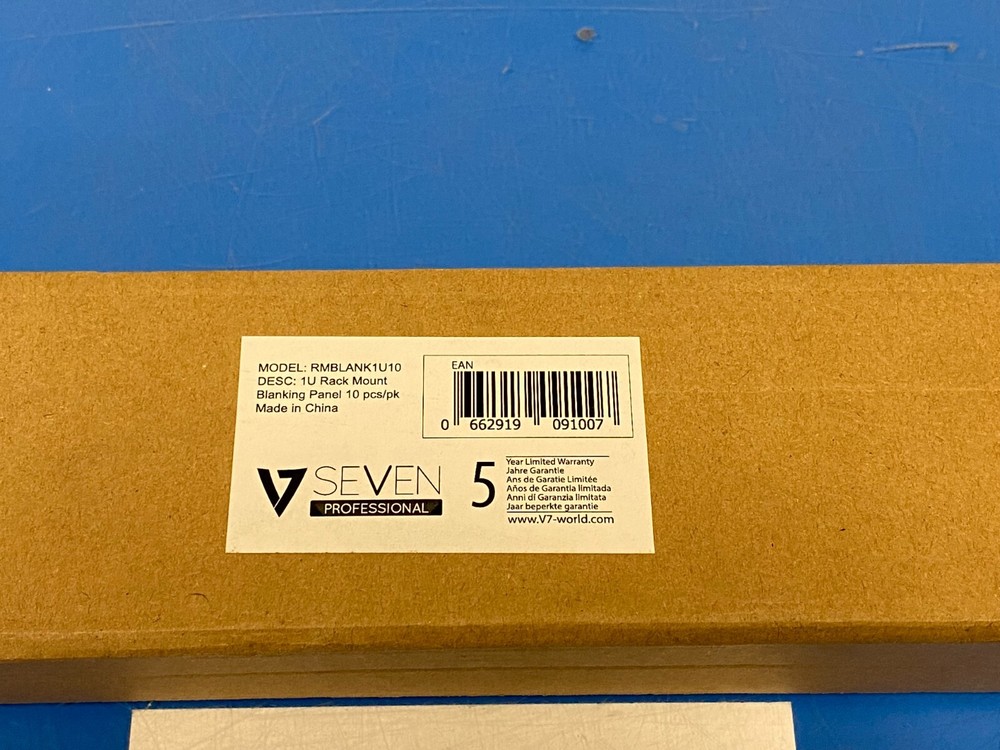 MODEL: RMBLANK1U10
DESC: 1U Rack Mount
Blanking Panel 10 pcs/pk
Made in China
EAN
0 662919 091007
V7 SEVEN
PROFESSIONAL
5
Year Limited Warranty
Jahre Garantie
Ans de Garatie Limitée
Años de Garantia limitada
Anni di Garanzia limitata
Jaar beperkte garantie
www.V7-world.com